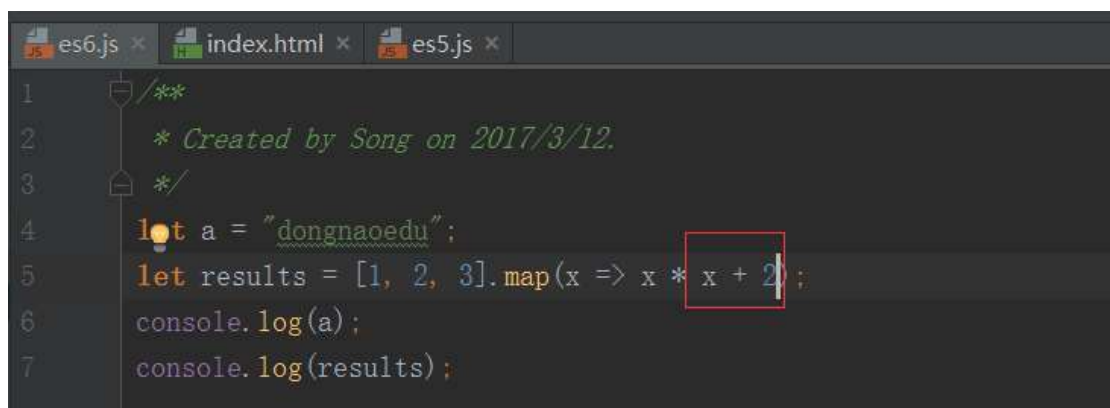 es6.js index.html es5.js
1 /**
2 * Created by Song on 2017/3/12.
3 */
4 let a = "dongnaoedu";
5 let results = [1, 2, 3].map(x => x * x + 2);
6 console.log(a);
7 console.log(results);